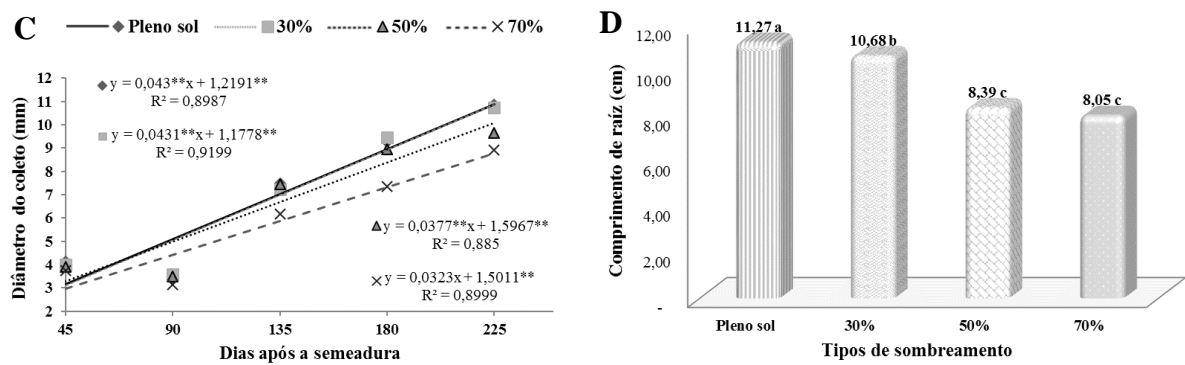 C
Pleno sol 30% 50% 70%
Diâmetro do coleto (mm)
12
11
10
9
8
7
6
5
4
3
2
y = 0,043**x + 1,2191**
R² = 0,8987
y = 0,0431**x + 1,1778**
R² = 0,9199
y = 0,0377**x + 1,5967**
R² = 0,885
y = 0,0323x + 1,5011**
R² = 0,8999
45 90 135 180 225
Dias após a semeadura
D
Comprimento de raíz (cm)
12,00
10,00
8,00
6,00
4,00
2,00
-
11,27 a
10,68 b
8,39 c
8,05 c
Pleno sol 30% 50% 70%
Tipos de sombreamento